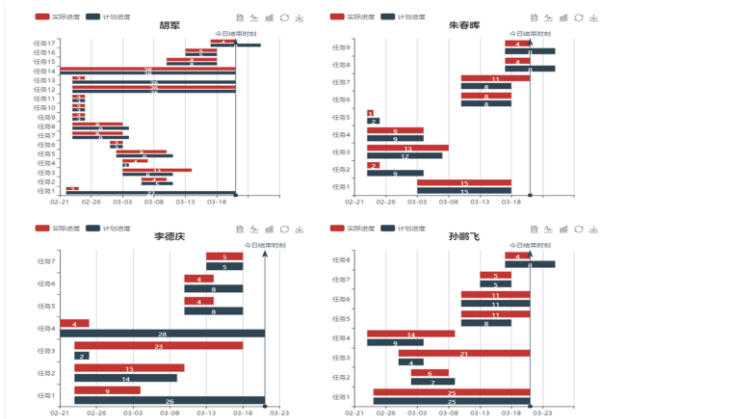 实际进度 计划进度
胡军
今日结束时刻
任务17
任务16
任务15
任务14
任务13
任务12
任务11
任务10
任务9
任务8
任务7
任务6
任务5
任务4
任务3
任务2
任务1
02-21 02-26 03-03 03-08 03-13 03-18
实际进度 计划进度
朱春晖
今日结束时刻
任务9 4 8
任务8 4 8
任务7 11 8
任务6 8 8
任务5 1 2
任务4 9 9
任务3 13 12
任务2 2 9
任务1 15 15
02-21 02-26 03-03 03-08 03-13 03-18
实际进度 计划进度
李德庆
今日结束时刻
任务7 5 5
任务6 4 8
任务5 4 8
任务4 4 28
任务3 23 2
任务2 15 14
任务1 9 26
02-21 02-26 03-03 03-08 03-13 03-18 03-23
实际进度 计划进度
孙鹏飞
今日结束时刻
任务8 4 8
任务7 5 5
任务6 11 11
任务5 11 8
任务4 14 9
任务3 21 4
任务2 6 7
任务1 25 25
02-21 02-26 03-03 03-08 03-13 03-18 03-23